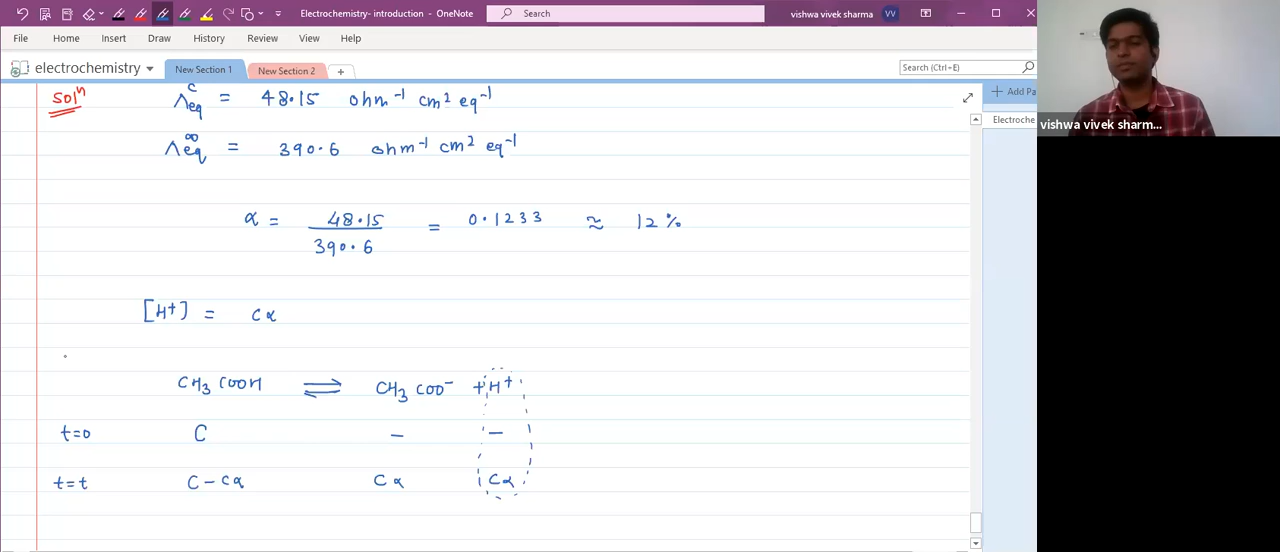 Electrochemistry- introduction - OneNote
Search
vishwa vivek sharma
VV
File Home Insert Draw History Review View Help
electrochemistry
New Section 1
New Section 2
+
Search (Ctrl+E)
Add Pa
Electroche
vishwa vivek sharm...
Solⁿ
Λ^c_eq = 48.15 ohm⁻¹ cm² eq⁻¹
Λ^∞_eq = 390.6 ohm⁻¹ cm² eq⁻¹
α = 48.15 / 390.6 = 0.1233 ≈ 12%
[H⁺] = Cα
CH₃COOH ⇌ CH₃COO⁻ + H⁺
t=0 C – –
t=t C-Cα Cα Cα